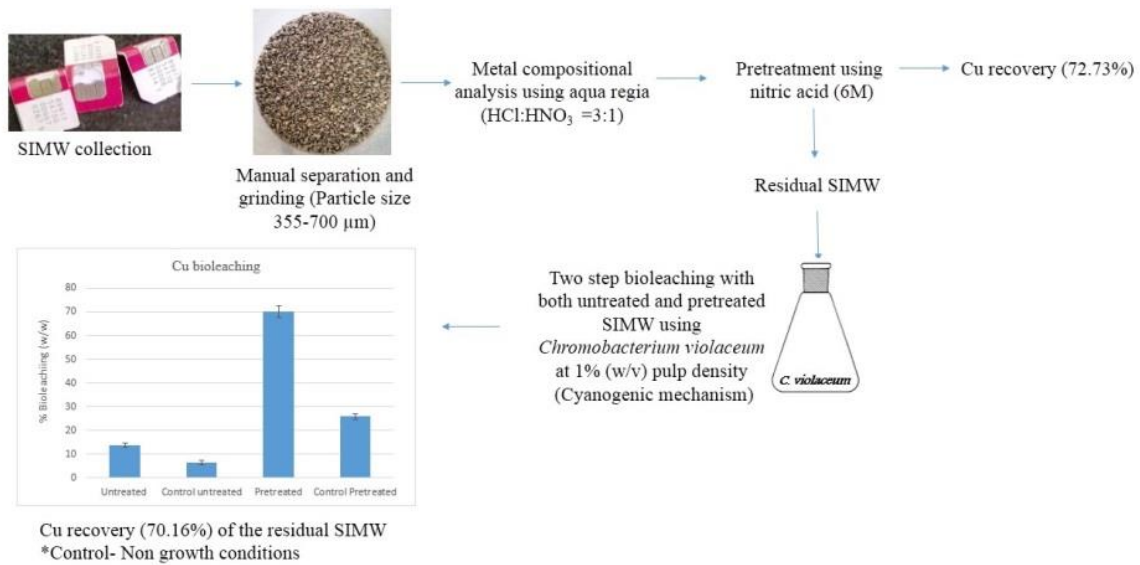 SIMW collection
Manual separation and
grinding (Particle size
355-700 µm)
Metal compositional
analysis using aqua regia
(HCl:HNO₃ =3:1)
Pretreatment using
nitric acid (6M)
Cu recovery (72.73%)
Residual SIMW
C. violaceum
Two step bioleaching with
both untreated and pretreated
SIMW using
Chromobacterium violaceum
at 1% (w/v) pulp density
(Cyanogenic mechanism)
Cu bioleaching
% Bioleachiing (w/w)
80
70
60
50
40
30
20
10
0
Untreated
Control untreated
Pretreated
Control Pretreated
Cu recovery (70.16%) of the residual SIMW
*Control- Non growth conditions